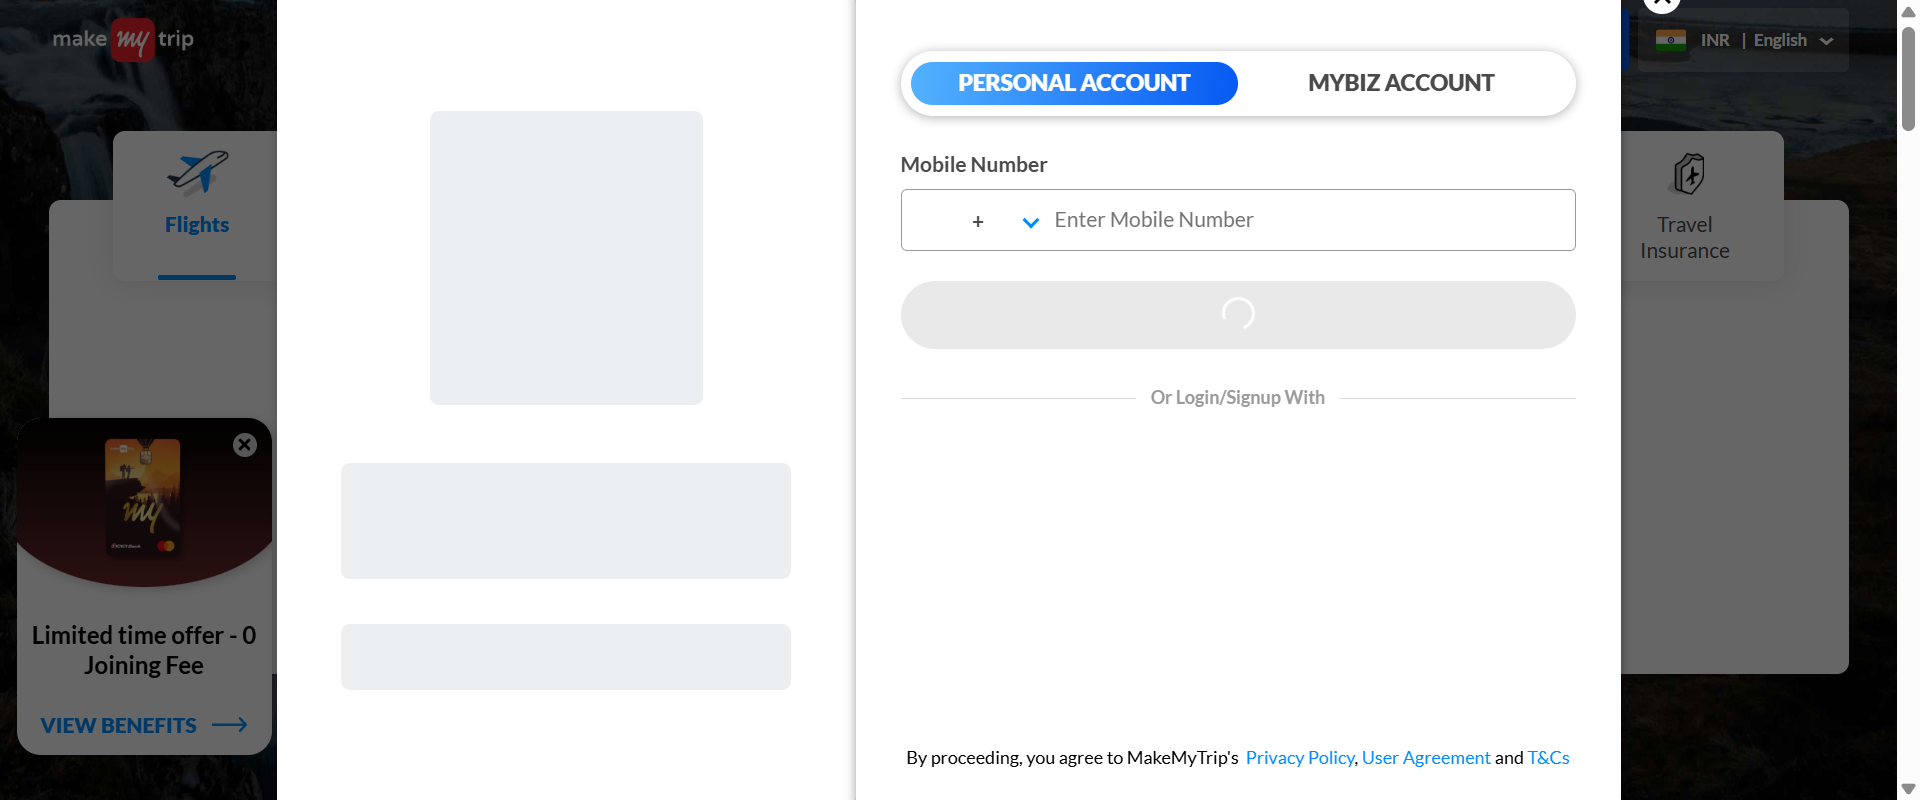 make my trip
INR | English
PERSONAL ACCOUNT
MYBIZ ACCOUNT
Flights
Travel
Insurance
Mobile Number
+
Enter Mobile Number
Or Login/Signup With
my
Limited time offer - 0
Joining Fee
VIEW BENEFITS
By proceeding, you agree to MakeMyTrip's Privacy Policy, User Agreement and T&Cs